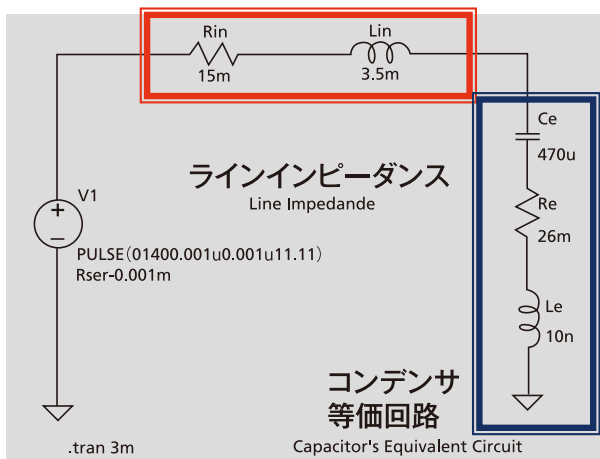 Rin
15m
Lin
3.5m
Ce
470u
ラインインピーダンス
Line Impedande
V1
+
−
Re
26m
PULSE(01400.001u0.001u11.11)
Rser-0.001m
Le
10n
コンデンサ
等価回路
.tran 3m
Capacitor's Equivalent Circuit